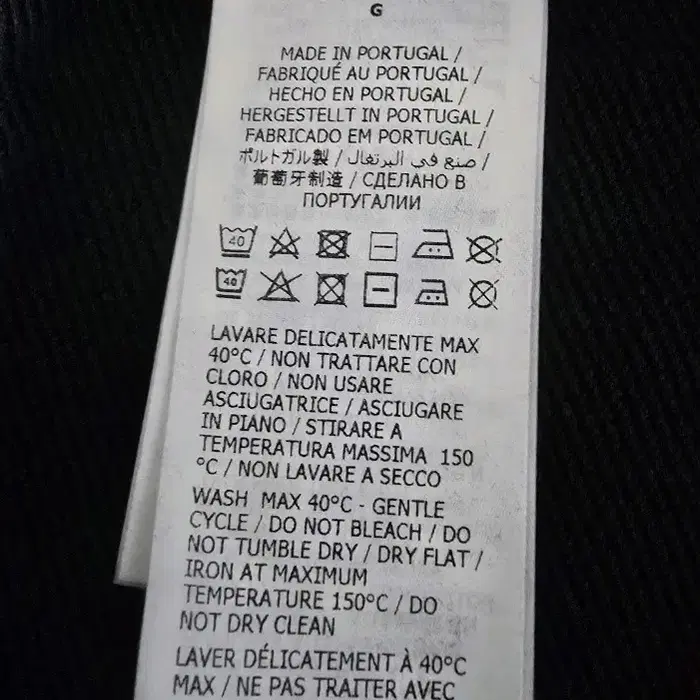 G
MADE IN PORTUGAL /
FABRIQUÉ AU PORTUGAL /
HECHO EN PORTUGAL /
HERGESTELLT IN PORTUGAL /
FABRICADO EM PORTUGAL /
ポルトガル製 / صنع في البرتغال /
葡萄牙制造 / СДЕЛАНО В
ПОРТУГАЛИИ
40
40
LAVARE DELICATAMENTE MAX
40°C / NON TRATTARE CON
CLORO / NON USARE
ASCIUGATRICE / ASCIUGARE
IN PIANO / STIRARE A
TEMPERATURA MASSIMA 150
°C / NON LAVARE A SECCO
WASH MAX 40°C - GENTLE
CYCLE / DO NOT BLEACH / DO
NOT TUMBLE DRY / DRY FLAT /
IRON AT MAXIMUM
TEMPERATURE 150°C / DO
NOT DRY CLEAN
LAVER DÉLICATEMENT À 40°C
MAX / NE PAS TRAITER AVEC